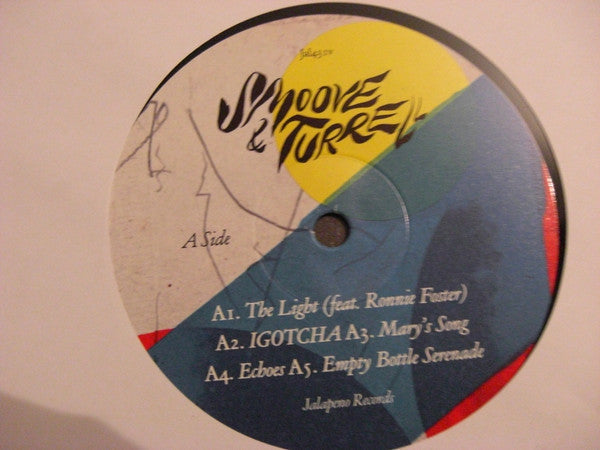 SMOOVE
& TURRELL
A Side
A1. The Light (feat. Ronnie Foster)
A2. IGOTCHA A3. Mary's Song
A4. Echoes A5. Empty Bottle Serenade
Jalapeno Records